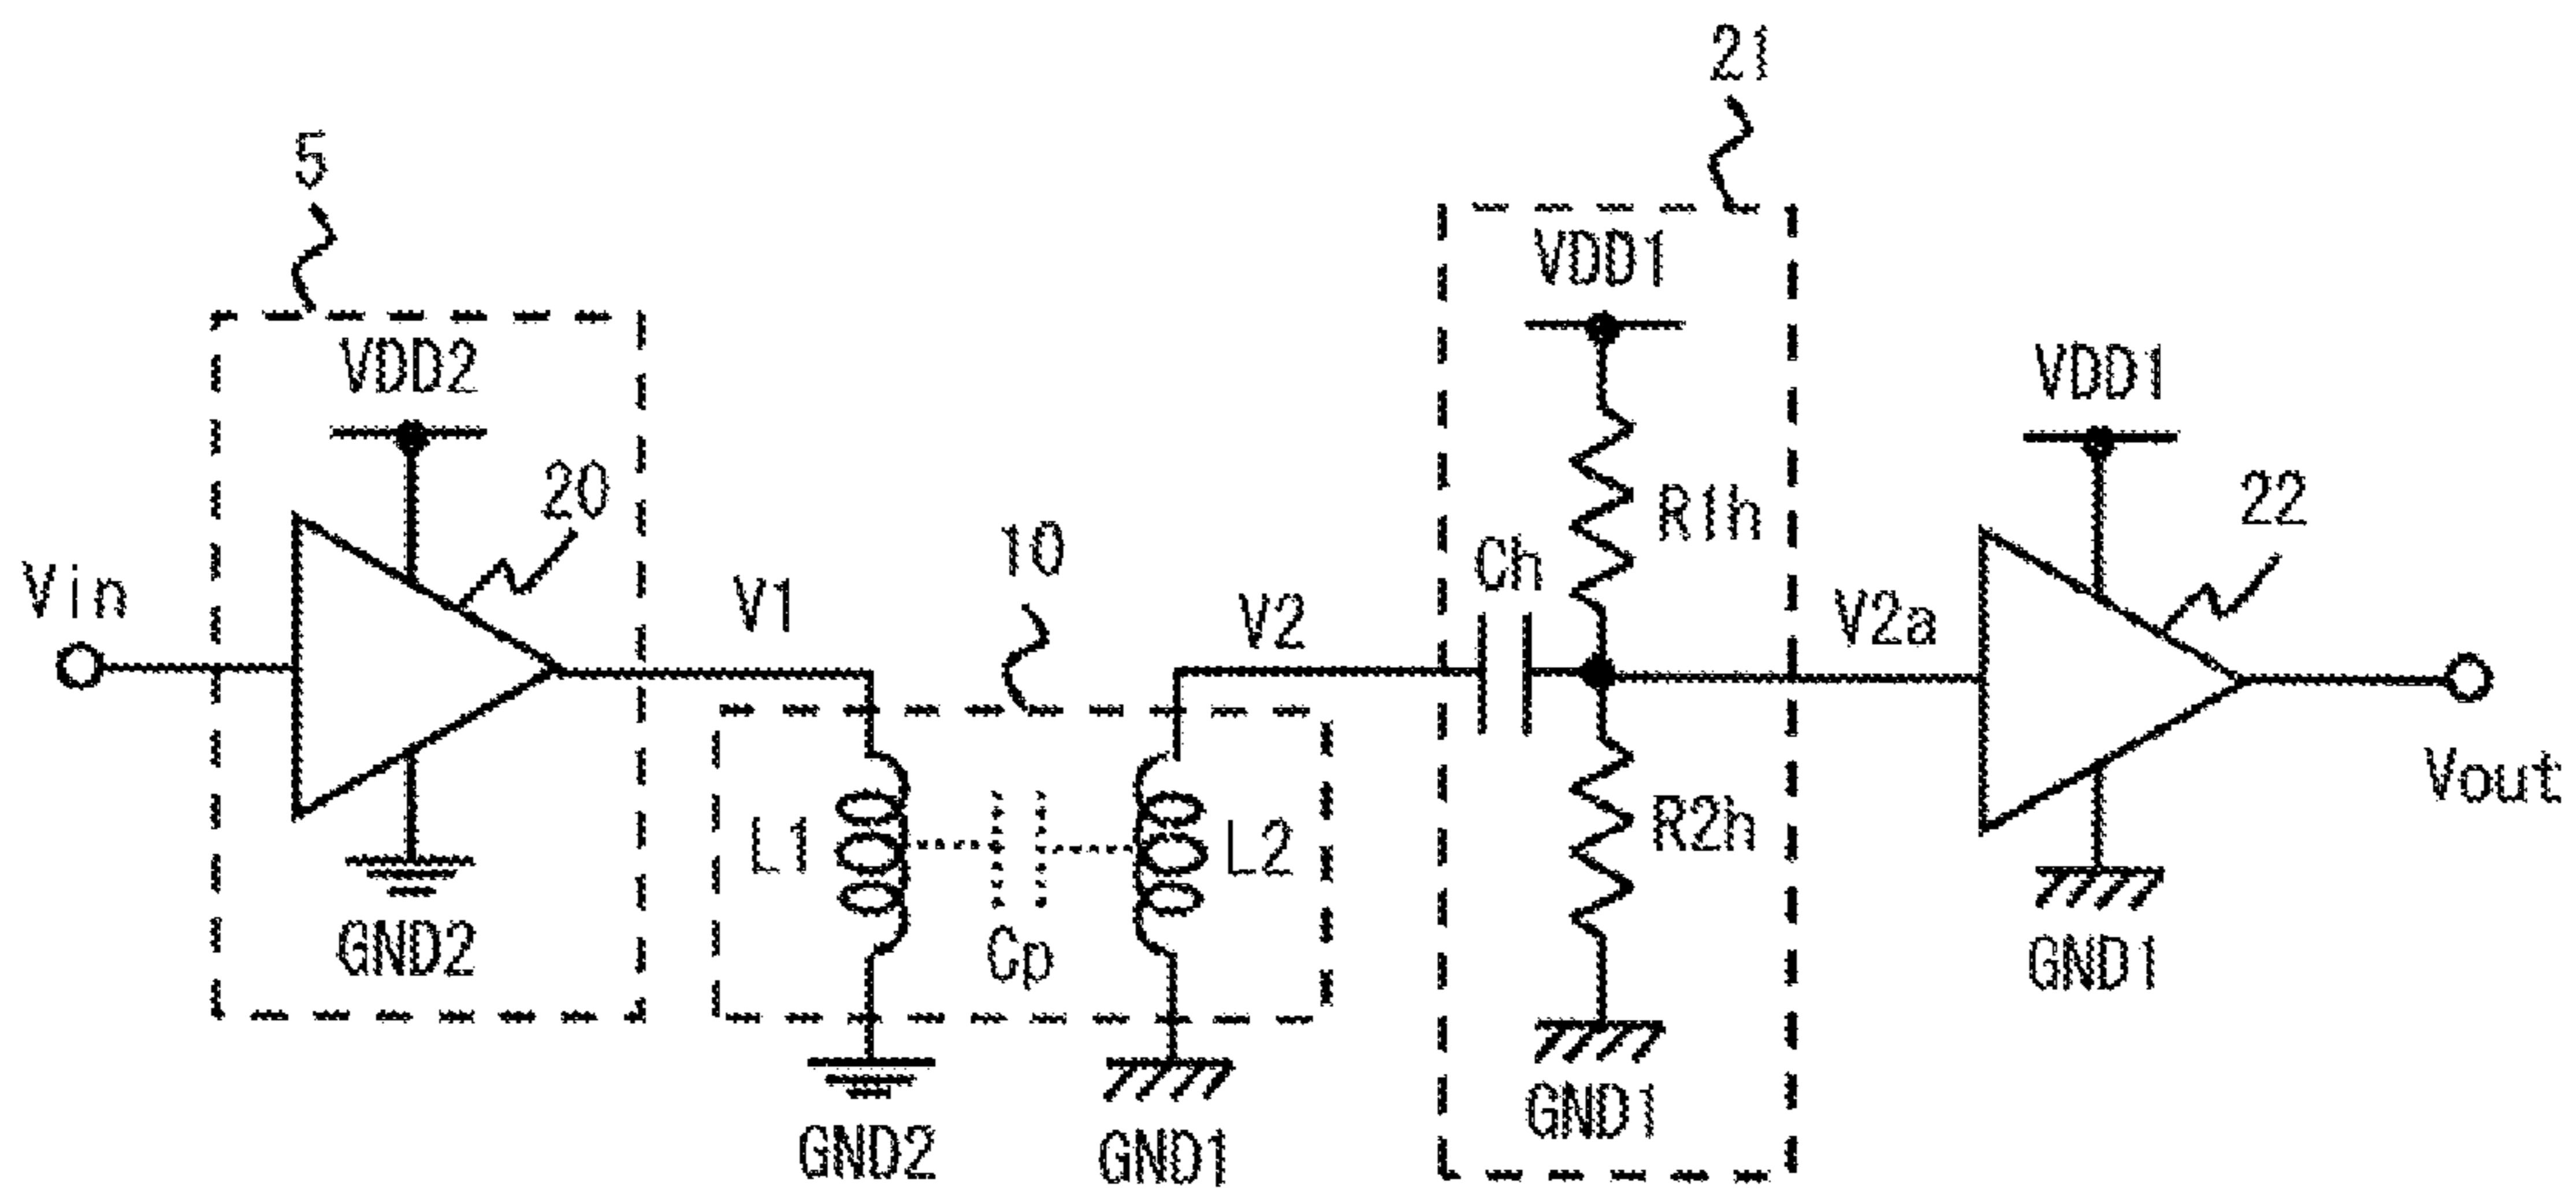 21
5
VDD1
VDD2
VDD1
20
22
R1h
10
Ch
Vin
V1
V2
V2a
Vout
L1
L2
R2h
Cp
GND2
GND1
GND1
GND2
GND1